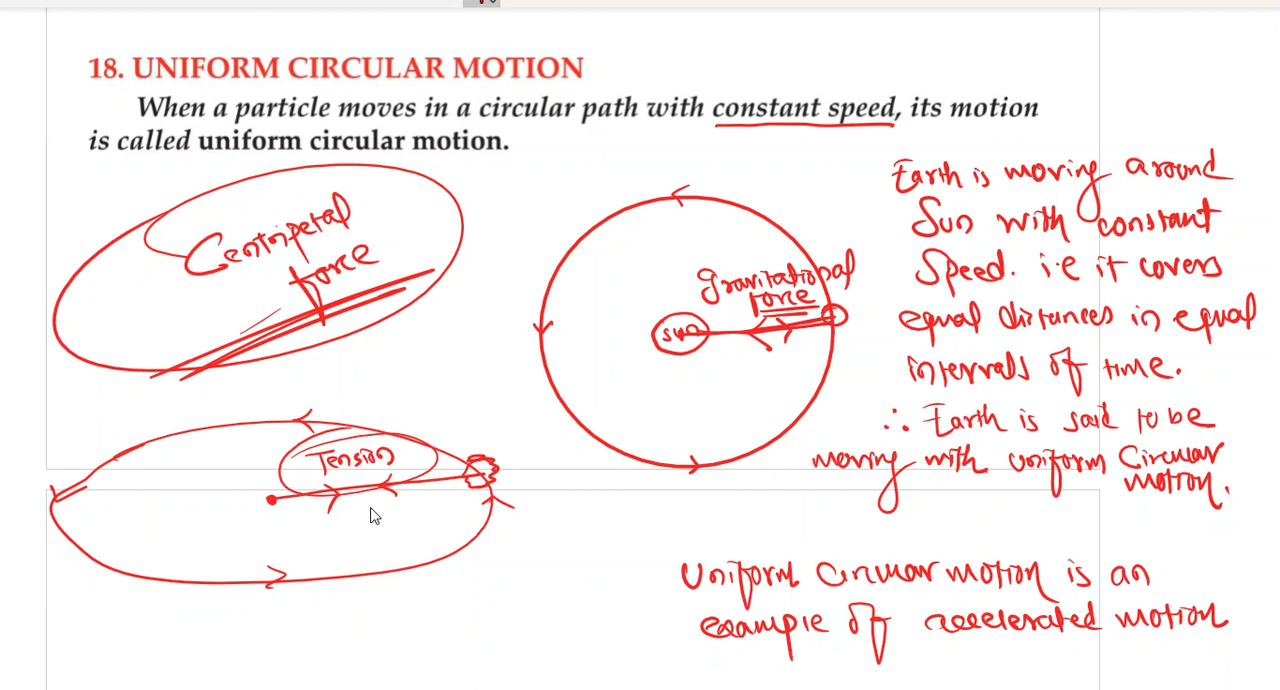 18. UNIFORM CIRCULAR MOTION
When a particle moves in a circular path with constant speed, its motion
is called uniform circular motion.
Centripetal
force
Gravitational
force
sun
Tension
Earth is moving around
Sun with constant
Speed. i.e it covers
equal distances in equal
intervals of time.
∴ Earth is said to be
moving with uniform Circular
motion.
Uniform Circular motion is an
example of accelerated motion